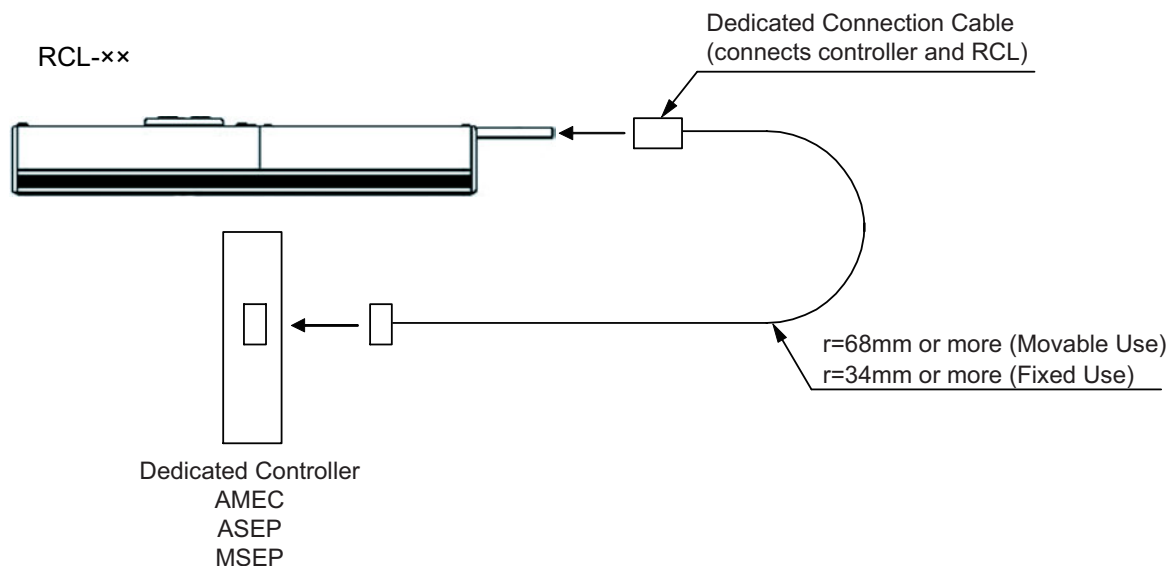 Dedicated Connection Cable
(connects controller and RCL)
RCL-××
r=68mm or more (Movable Use)
r=34mm or more (Fixed Use)
Dedicated Controller
AMEC
ASEP
MSEP